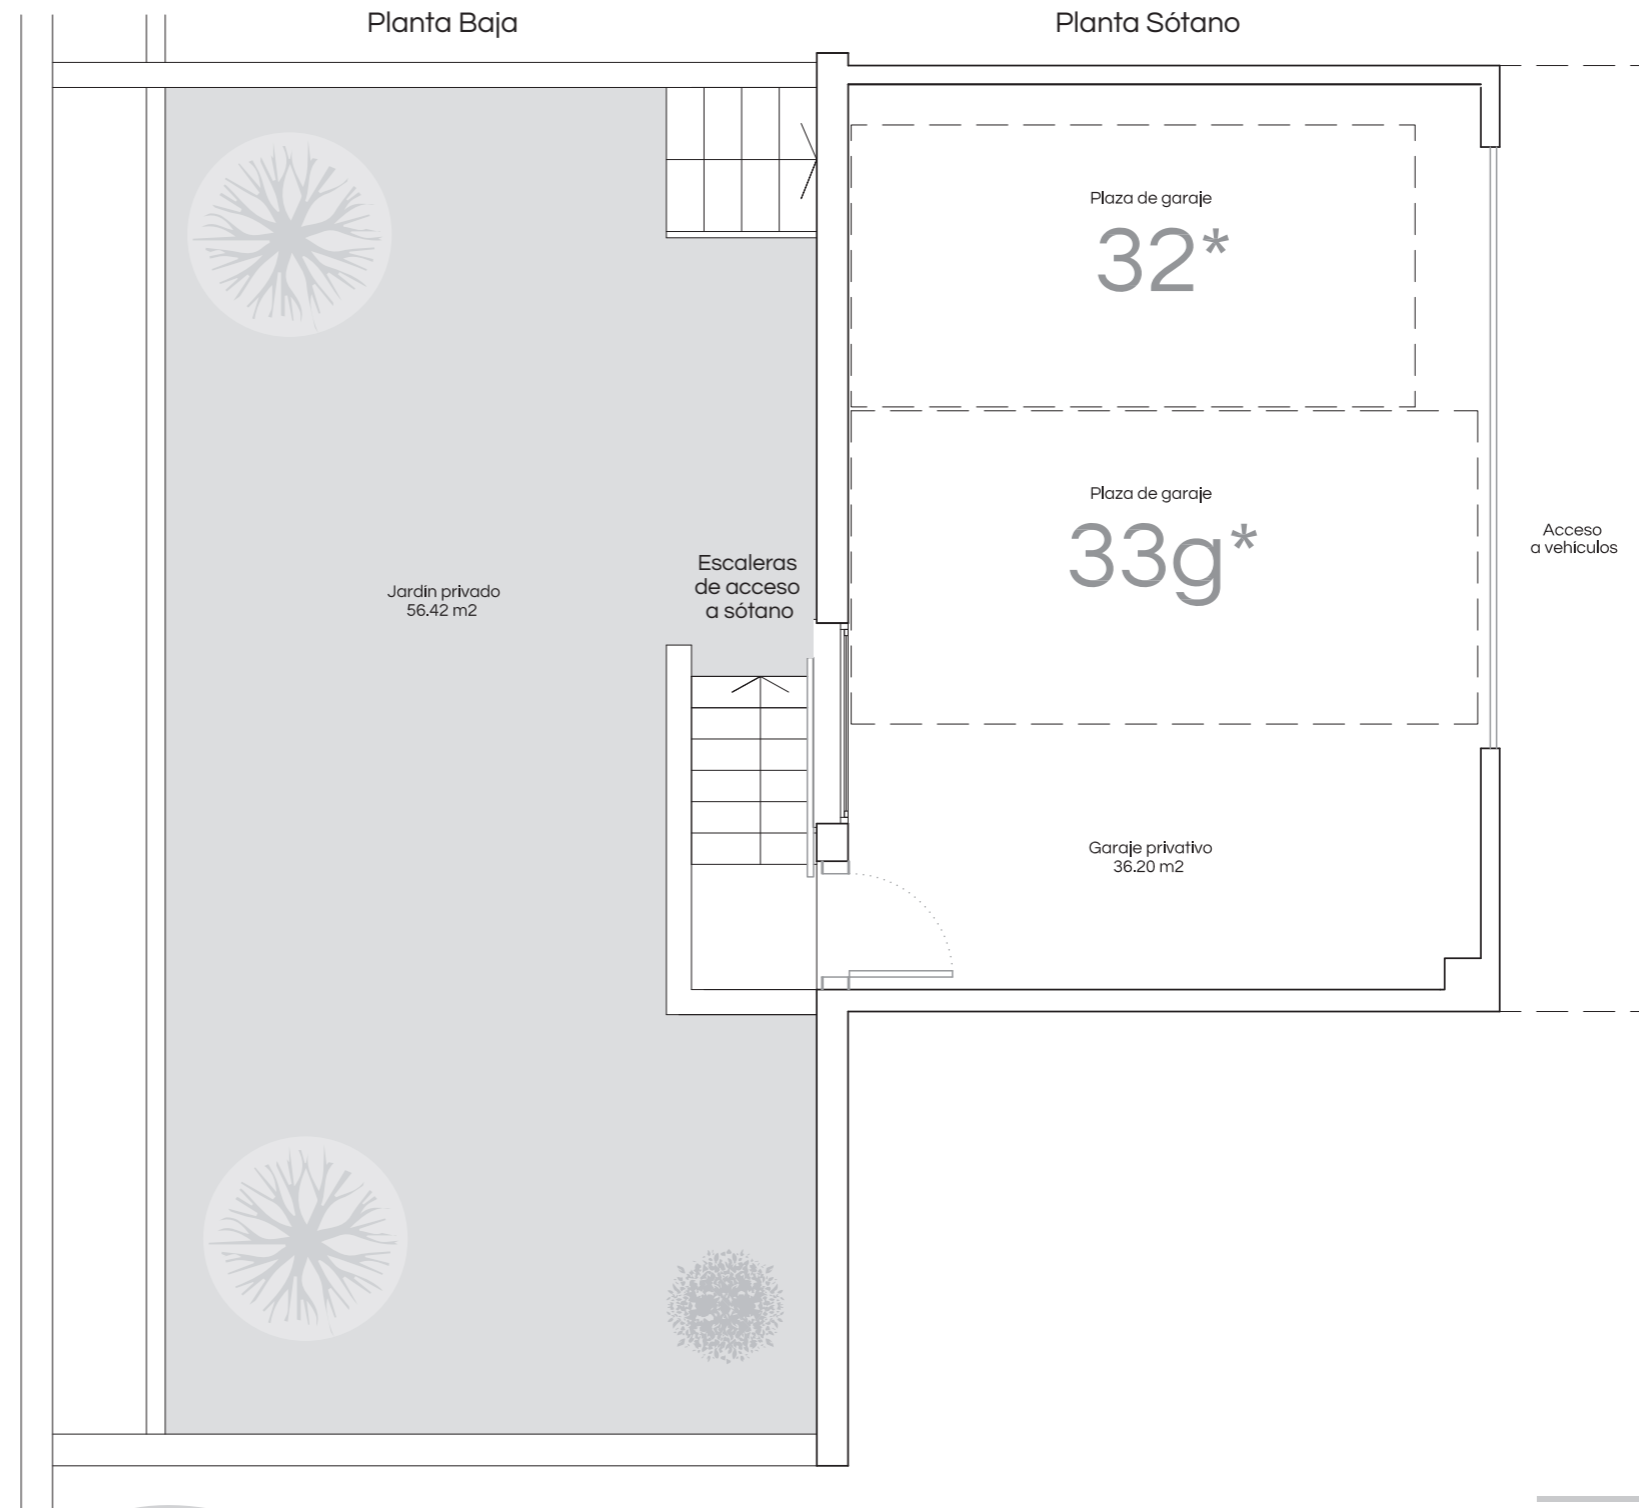 Planta Baja
Planta Sótano
Plaza de garaje
32*
Plaza de garaje
33g*
Acceso
a vehículos
Escaleras
de acceso
a sótano
Jardín privado
56.42 m2
Garaje privativo
36.20 m2